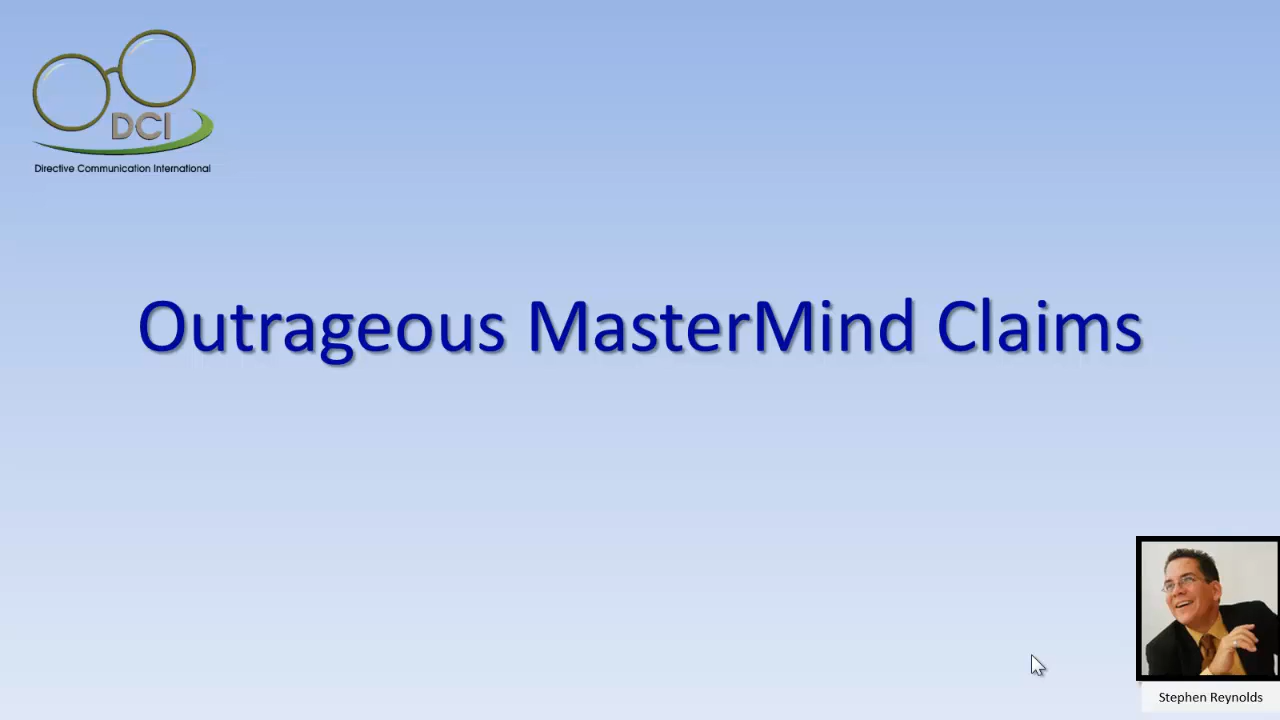 DCI
Directive Communication International
Outrageous MasterMind Claims
Stephen Reynolds